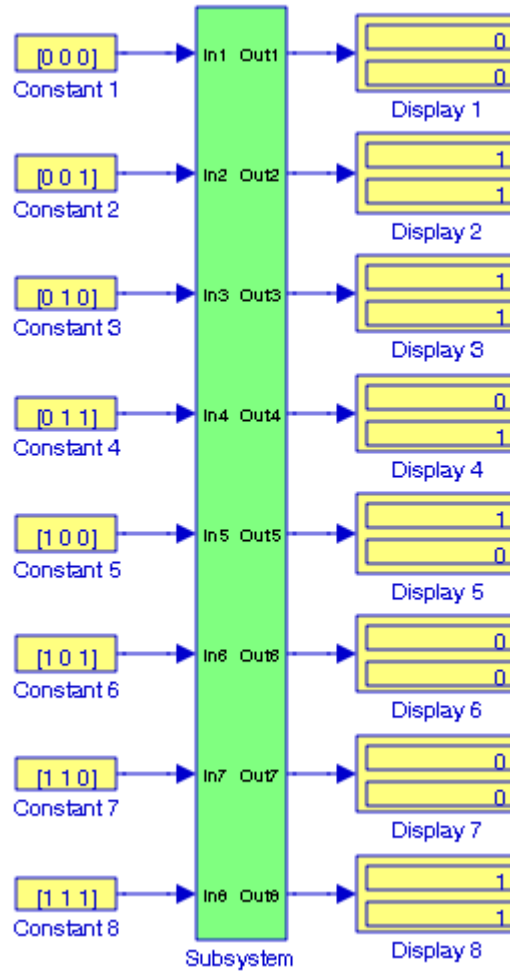 [0 0 0]
Constant 1
In1 Out1
0
0
Display 1
[0 0 1]
Constant 2
In2 Out2
1
1
Display 2
[0 1 0]
Constant 3
In3 Out3
1
1
Display 3
[0 1 1]
Constant 4
In4 Out4
0
1
Display 4
[1 0 0]
Constant 5
In5 Out5
1
0
Display 5
[1 0 1]
Constant 6
In6 Out6
0
0
Display 6
[1 1 0]
Constant 7
In7 Out7
0
0
Display 7
[1 1 1]
Constant 8
In8 Out8
1
1
Display 8
Subsystem